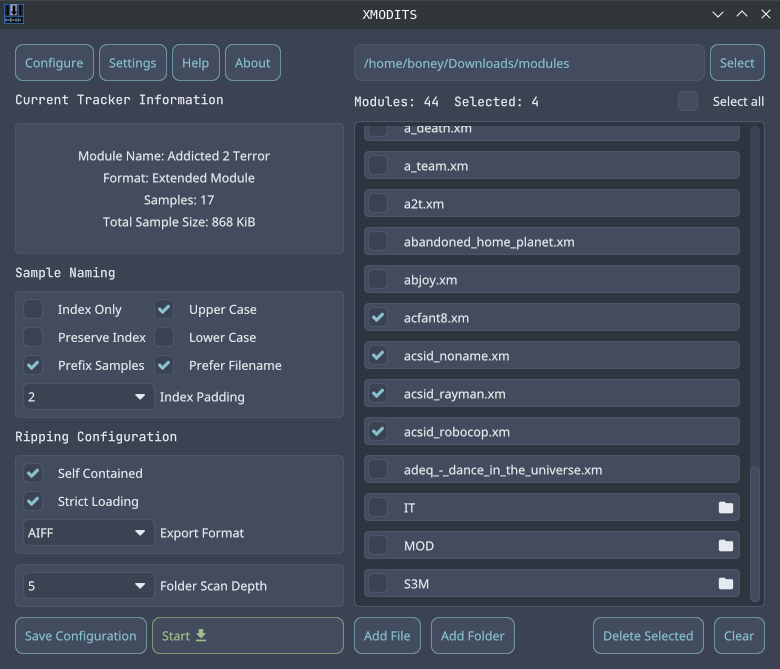 XMODITS
Configure Settings Help About
/home/boney/Downloads/modules Select
Current Tracker Information
Modules: 44 Selected: 4 Select all
Module Name: Addicted 2 Terror
Format: Extended Module
Samples: 17
Total Sample Size: 868 KiB
Sample Naming
Index Only Upper Case
Preserve Index Lower Case
Prefix Samples Prefer Filename
2 Index Padding
Ripping Configuration
Self Contained
Strict Loading
AIFF Export Format
5 Folder Scan Depth
Save Configuration Start
a_death.xm
a_team.xm
a2t.xm
abandoned_home_planet.xm
abjoy.xm
acfant8.xm
acsid_noname.xm
acsid_rayman.xm
acsid_robocop.xm
adeq_-_dance_in_the_universe.xm
IT
MOD
S3M
Add File Add Folder Delete Selected Clear